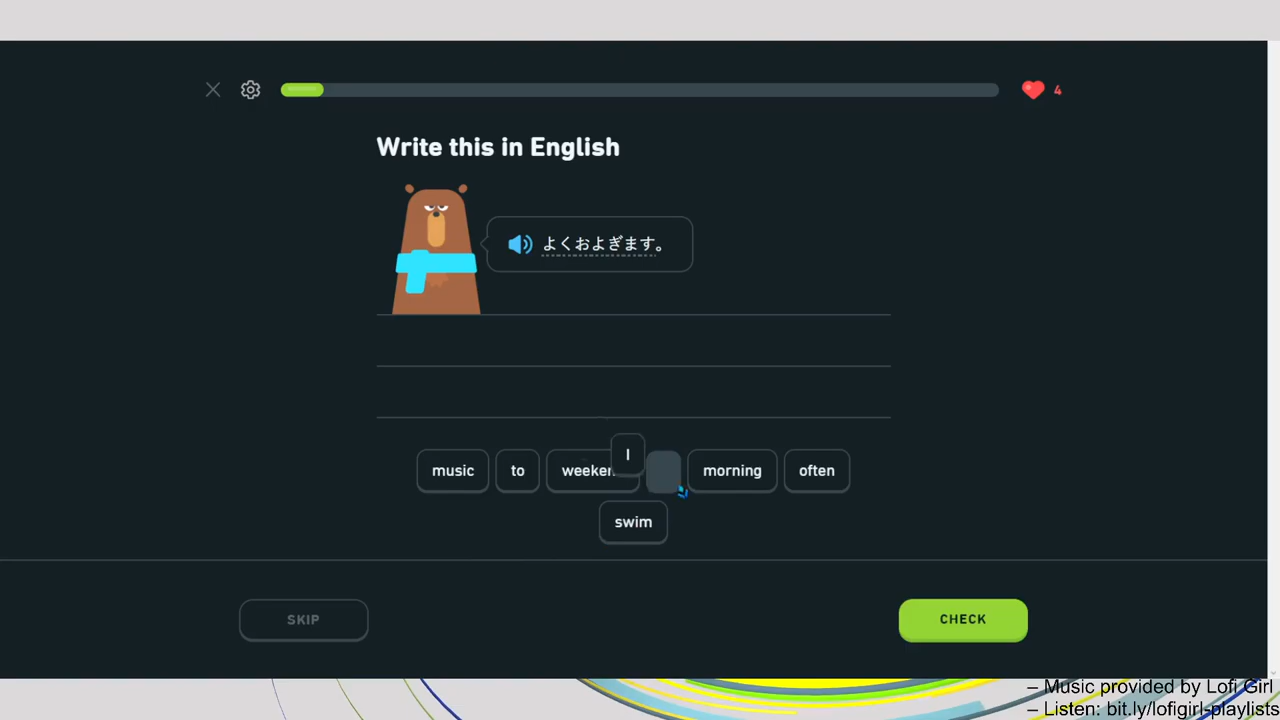 4
Write this in English
よくおよぎます。
I
music to morning often
swim
SKIP CHECK
– Music provided by Lofi Girl
– Listen: bit.ly/lofigirl-playlists